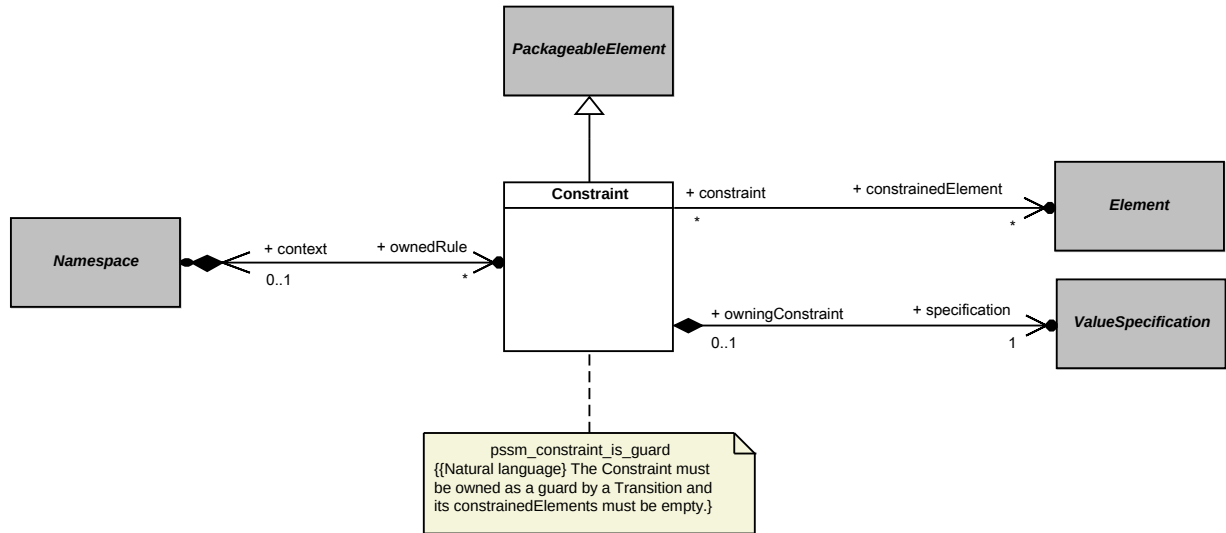 PackageableElement
Constraint
+ constraint
+ constrainedElement
*
*
Element
Namespace
+ context
+ ownedRule
0..1
*
+ owningConstraint
+ specification
0..1
1
ValueSpecification
pssm_constraint_is_guard
{{Natural language} The Constraint must
be owned as a guard by a Transition and
its constrainedElements must be empty.}